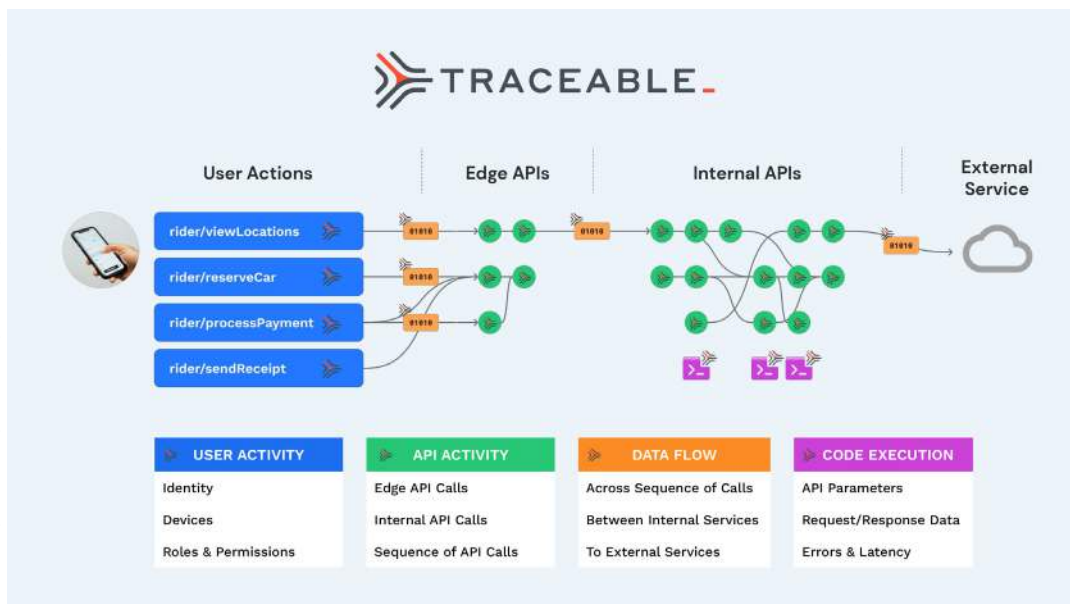 TRACEABLE_
User Actions
Edge APIs
Internal APIs
External
Service
rider/viewLocations
01010
01010
01010
rider/reserveCar
01010
rider/processPayment
01010
rider/sendReceipt
>_
>_
>_
USER ACTIVITY
Identity
Devices
Roles & Permissions
API ACTIVITY
Edge API Calls
Internal API Calls
Sequence of API Calls
DATA FLOW
Across Sequence of Calls
Between Internal Services
To External Services
CODE EXECUTION
API Parameters
Request/Response Data
Errors & Latency